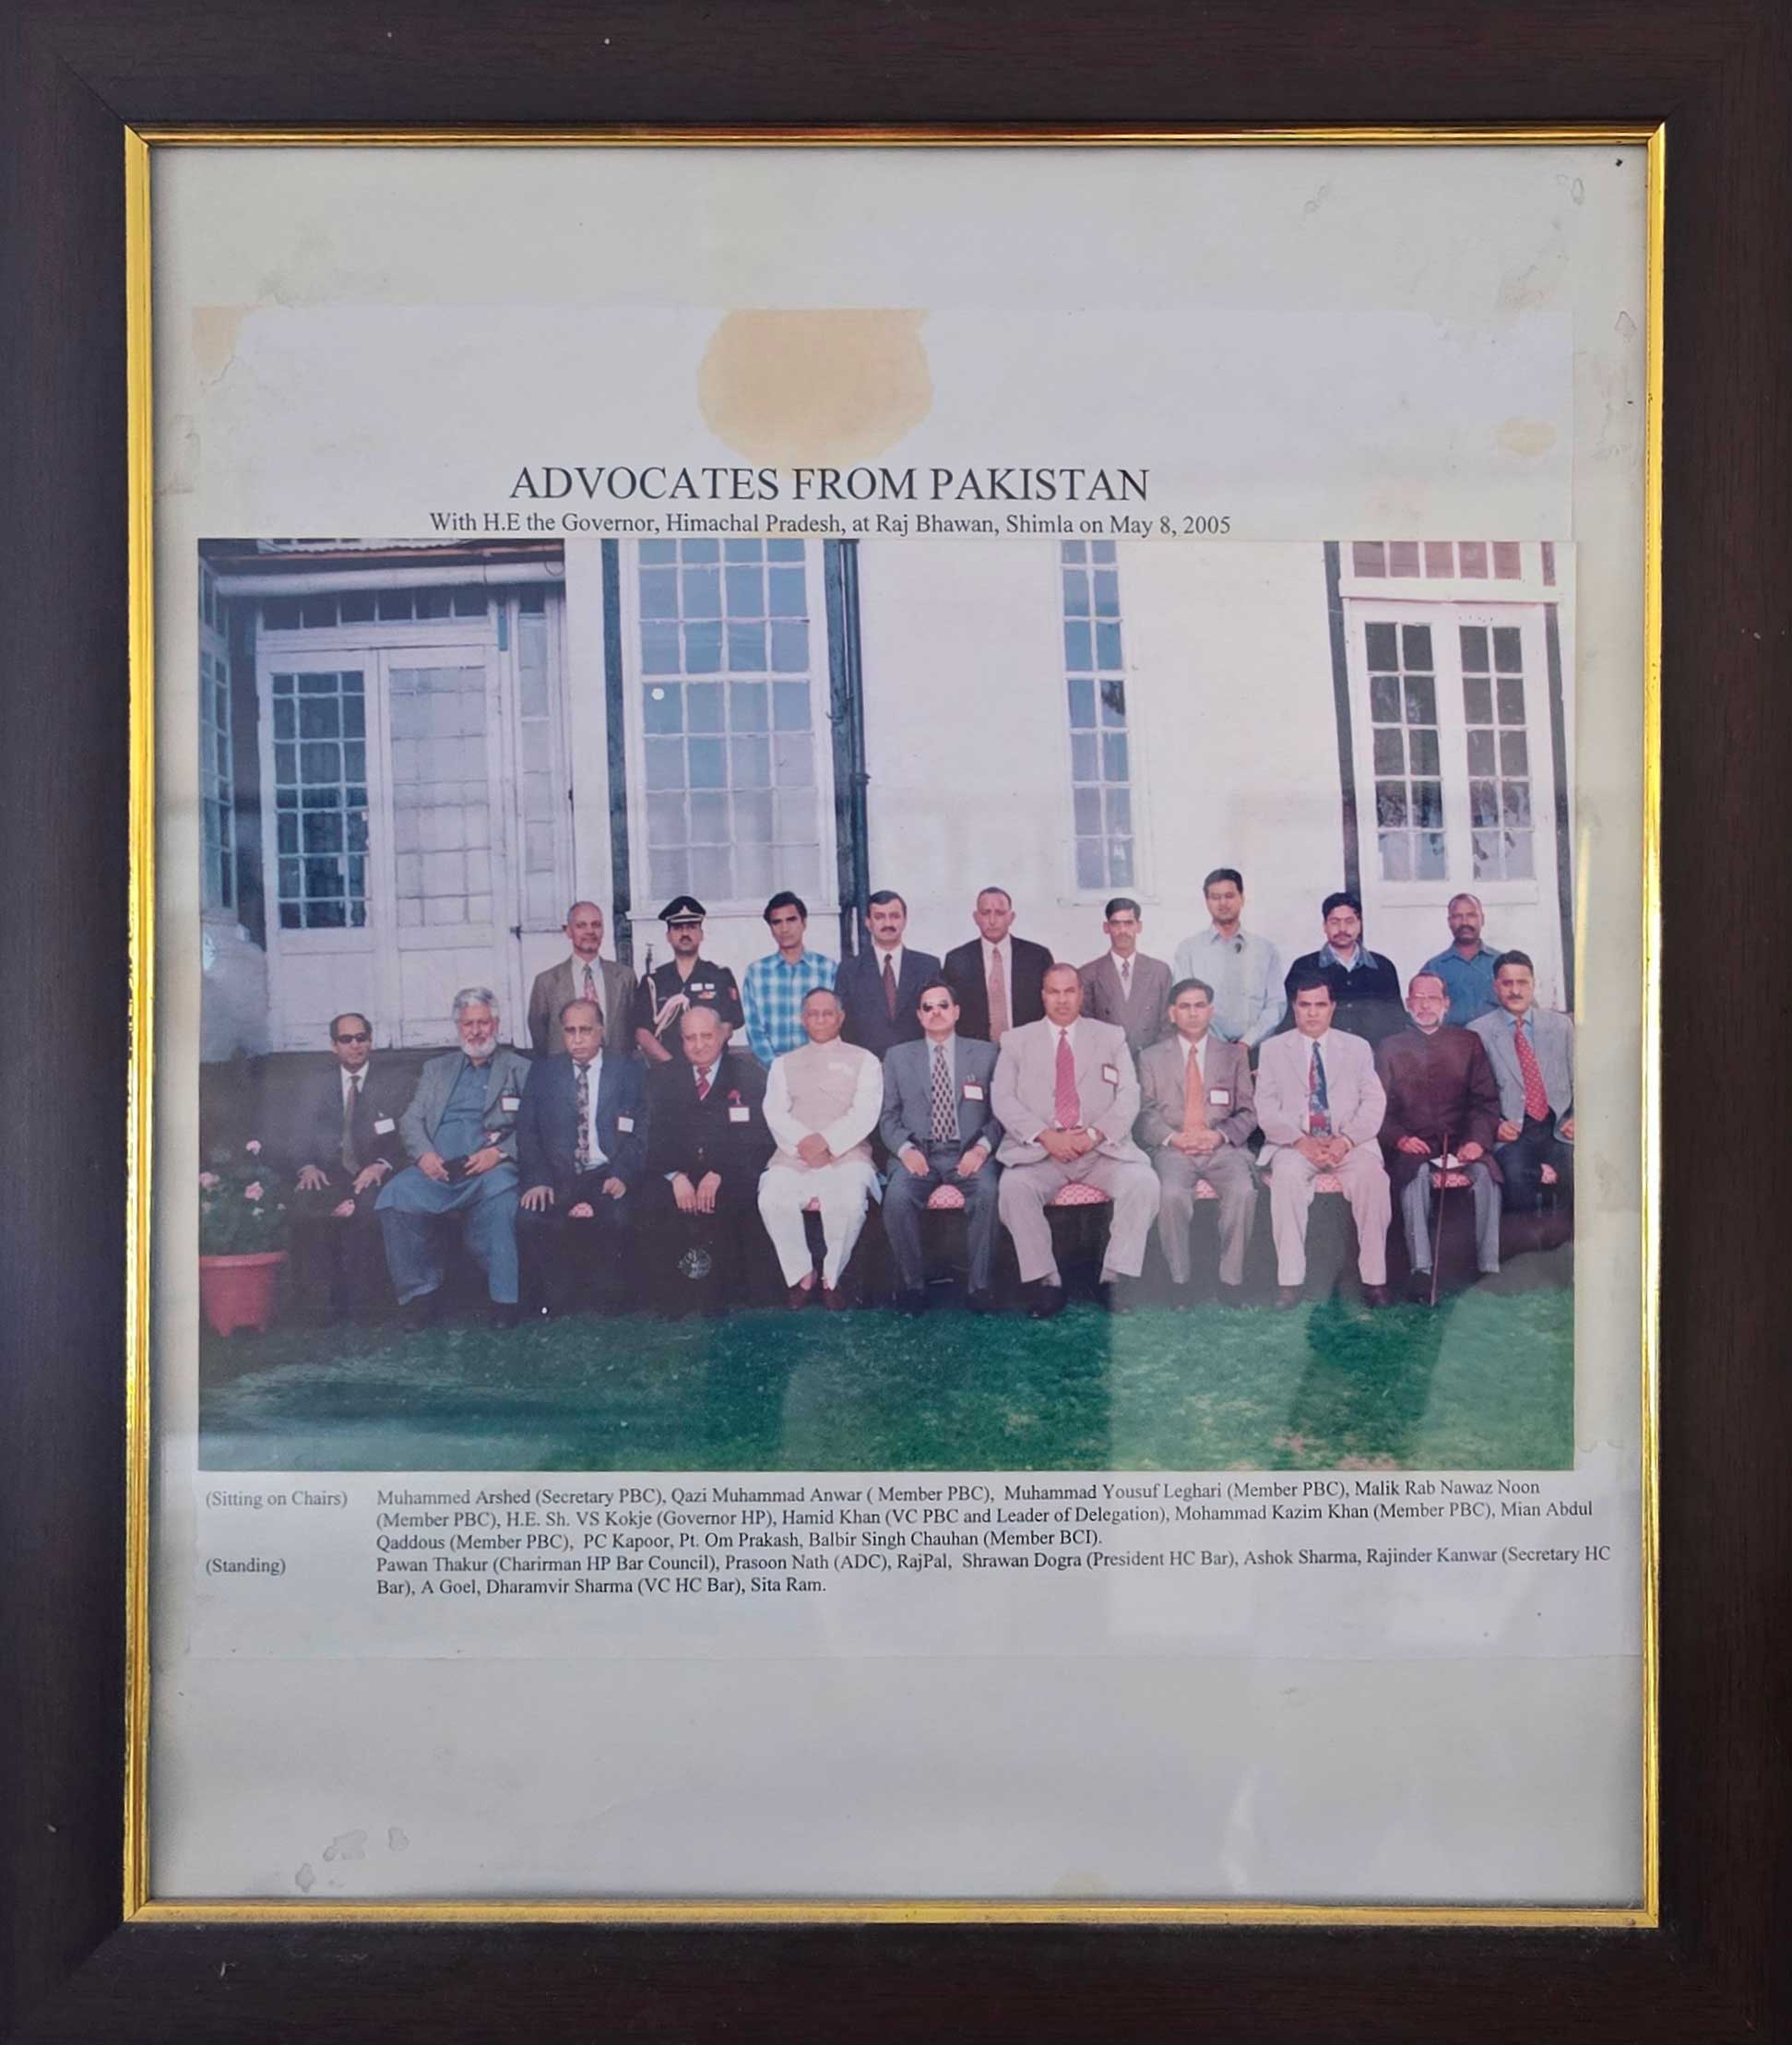 ADVOCATES FROM PAKISTAN
With H.E the Governor, Himachal Pradesh, at Raj Bhawan, Shimla on May 8, 2005
(Sitting on Chairs) Muhammed Arshed (Secretary PBC), Qazi Muhammad Anwar ( Member PBC), Muhammad Yousuf Leghari (Member PBC), Malik Rab Nawaz Noon
(Member PBC), H.E. Sh. VS Kokje (Governor HP), Hamid Khan (VC PBC and Leader of Delegation), Mohammad Kazim Khan (Member PBC), Mian Abdul
Qaddous (Member PBC), PC Kapoor, Pt. Om Prakash, Balbir Singh Chauhan (Member BCI).
(Standing) Pawan Thakur (Charirman HP Bar Council), Prasoon Nath (ADC), RajPal, Shrawan Dogra (President HC Bar), Ashok Sharma, Rajinder Kanwar (Secretary HC
Bar), A Goel, Dharamvir Sharma (VC HC Bar), Sita Ram.